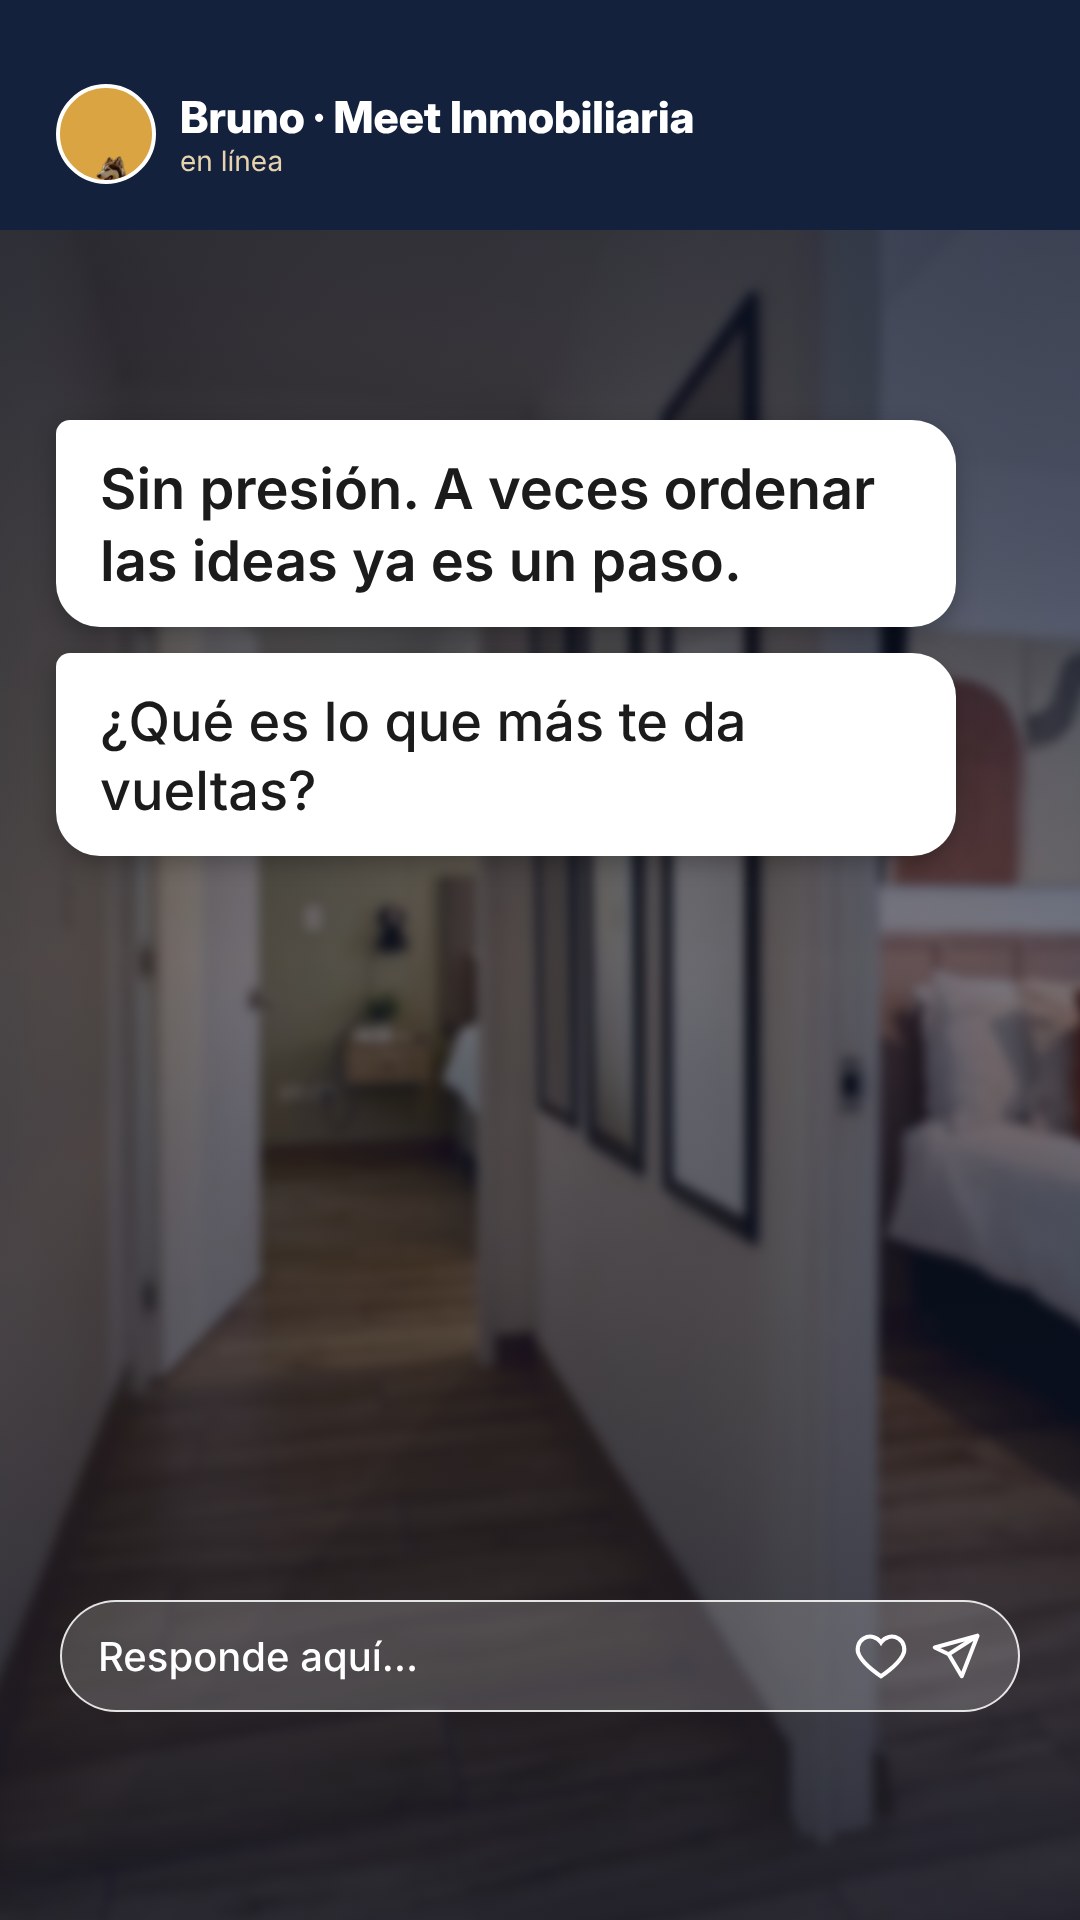 Bruno · Meet Inmobiliaria
en línea
Sin presión. A veces ordenar
las ideas ya es un paso.
¿Qué es lo que más te da
vueltas?
Responde aquí...